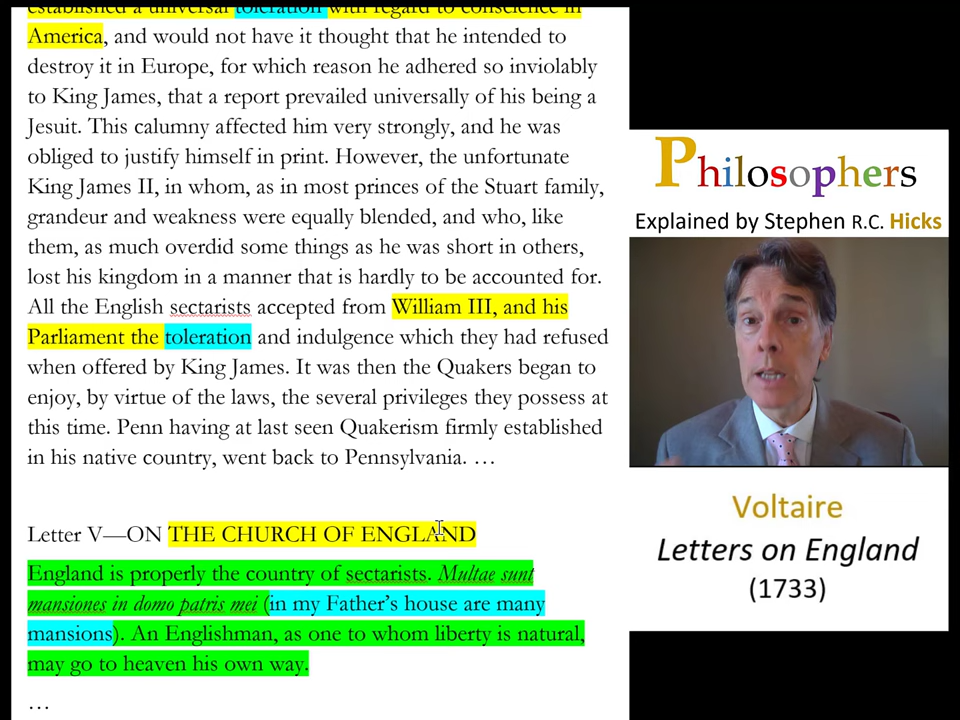 established a universal toleration with regard to conscience in
America, and would not have it thought that he intended to
destroy it in Europe, for which reason he adhered so inviolably
to King James, that a report prevailed universally of his being a
Jesuit. This calumny affected him very strongly, and he was
obliged to justify himself in print. However, the unfortunate
King James II, in whom, as in most princes of the Stuart family,
grandeur and weakness were equally blended, and who, like
them, as much overdid some things as he was short in others,
lost his kingdom in a manner that is hardly to be accounted for.
All the English sectarists accepted from William III, and his
Parliament the toleration and indulgence which they had refused
when offered by King James. It was then the Quakers began to
enjoy, by virtue of the laws, the several privileges they possess at
this time. Penn having at last seen Quakerism firmly established
in his native country, went back to Pennsylvania. …
Letter V—ON THE CHURCH OF ENGLAND
England is properly the country of sectarists. Multae sunt
mansiones in domo patris mei (in my Father’s house are many
mansions). An Englishman, as one to whom liberty is natural,
may go to heaven his own way.
…
Philosophers
Explained by Stephen R.C. Hicks
Voltaire
Letters on England
(1733)